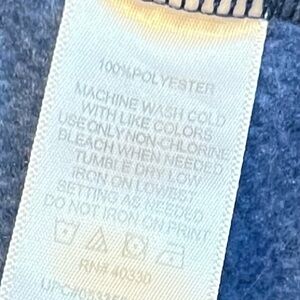 100%POLYESTER
MACHINE WASH COLD
WITH LIKE COLORS
USE ONLY NON-CHLORINE
BLEACH WHEN NEEDED
TUMBLE DRY LOW
IRON ON LOWEST
SETTING AS NEEDED
DO NOT IRON ON PRINT
RN# 40330